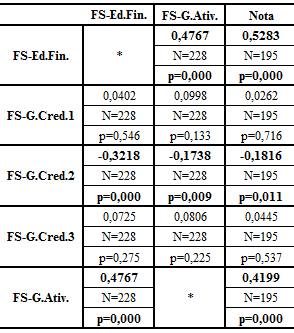 FS-Ed.Fin. FS-G.Ativ. Nota
FS-Ed.Fin. * 0,4767 0,5283
N=228 N=195
p=0,000 p=0,000
FS-G.Cred.1 0,0402 0,0998 0,0262
N=228 N=228 N=195
p=0,546 p=0,133 p=0,716
FS-G.Cred.2 -0,3218 -0,1738 -0,1816
N=228 N=228 N=195
p=0,000 p=0,009 p=0,011
FS-G.Cred.3 0,0725 0,0806 0,0445
N=228 N=228 N=195
p=0,275 p=0,225 p=0,537
FS-G.Ativ. 0,4767 * 0,4199
N=228 N=195
p=0,000 p=0,000